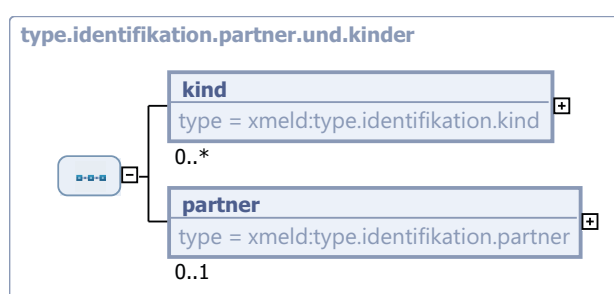 type.identifikation.partner.und.kinder
kind
type = xmeld:type.identifikation.kind
0..*
partner
type = xmeld:type.identifikation.partner
0..1